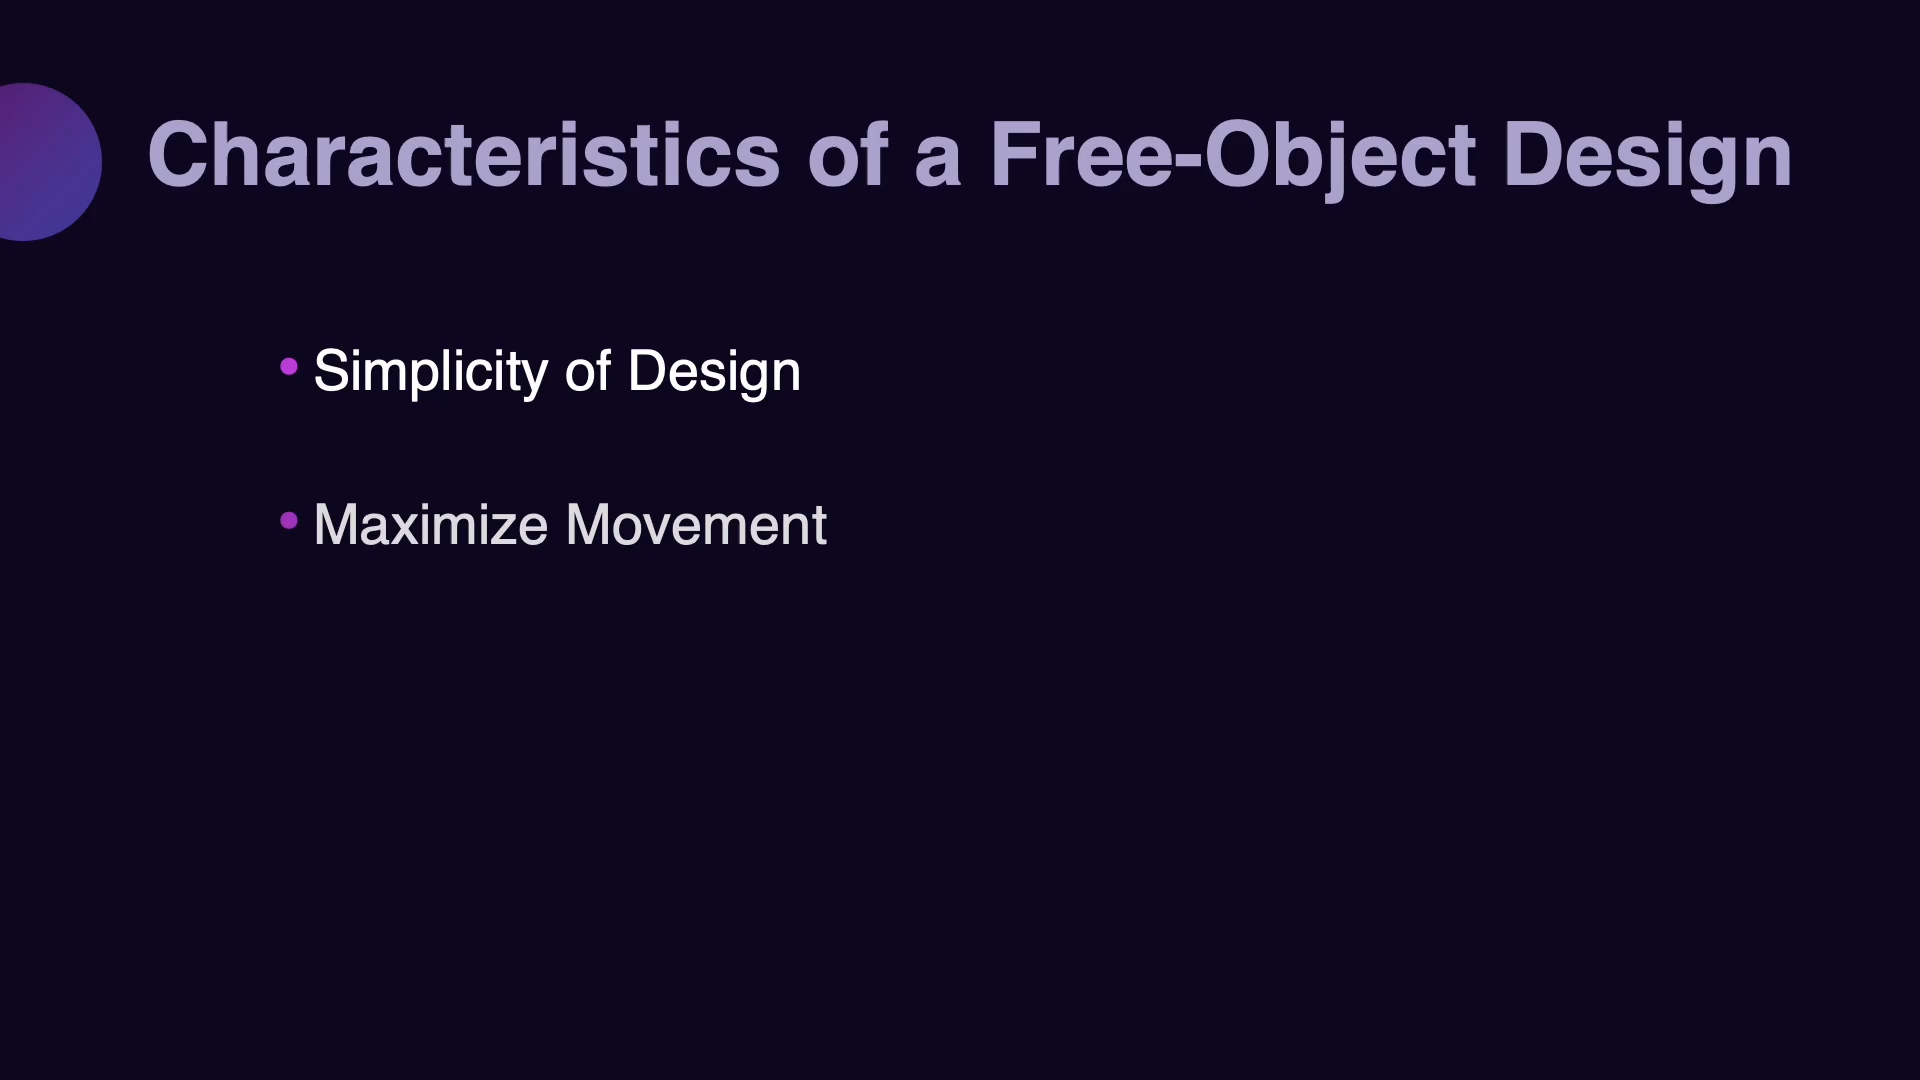 Characteristics of a Free-Object Design
• Simplicity of Design
• Maximize Movement